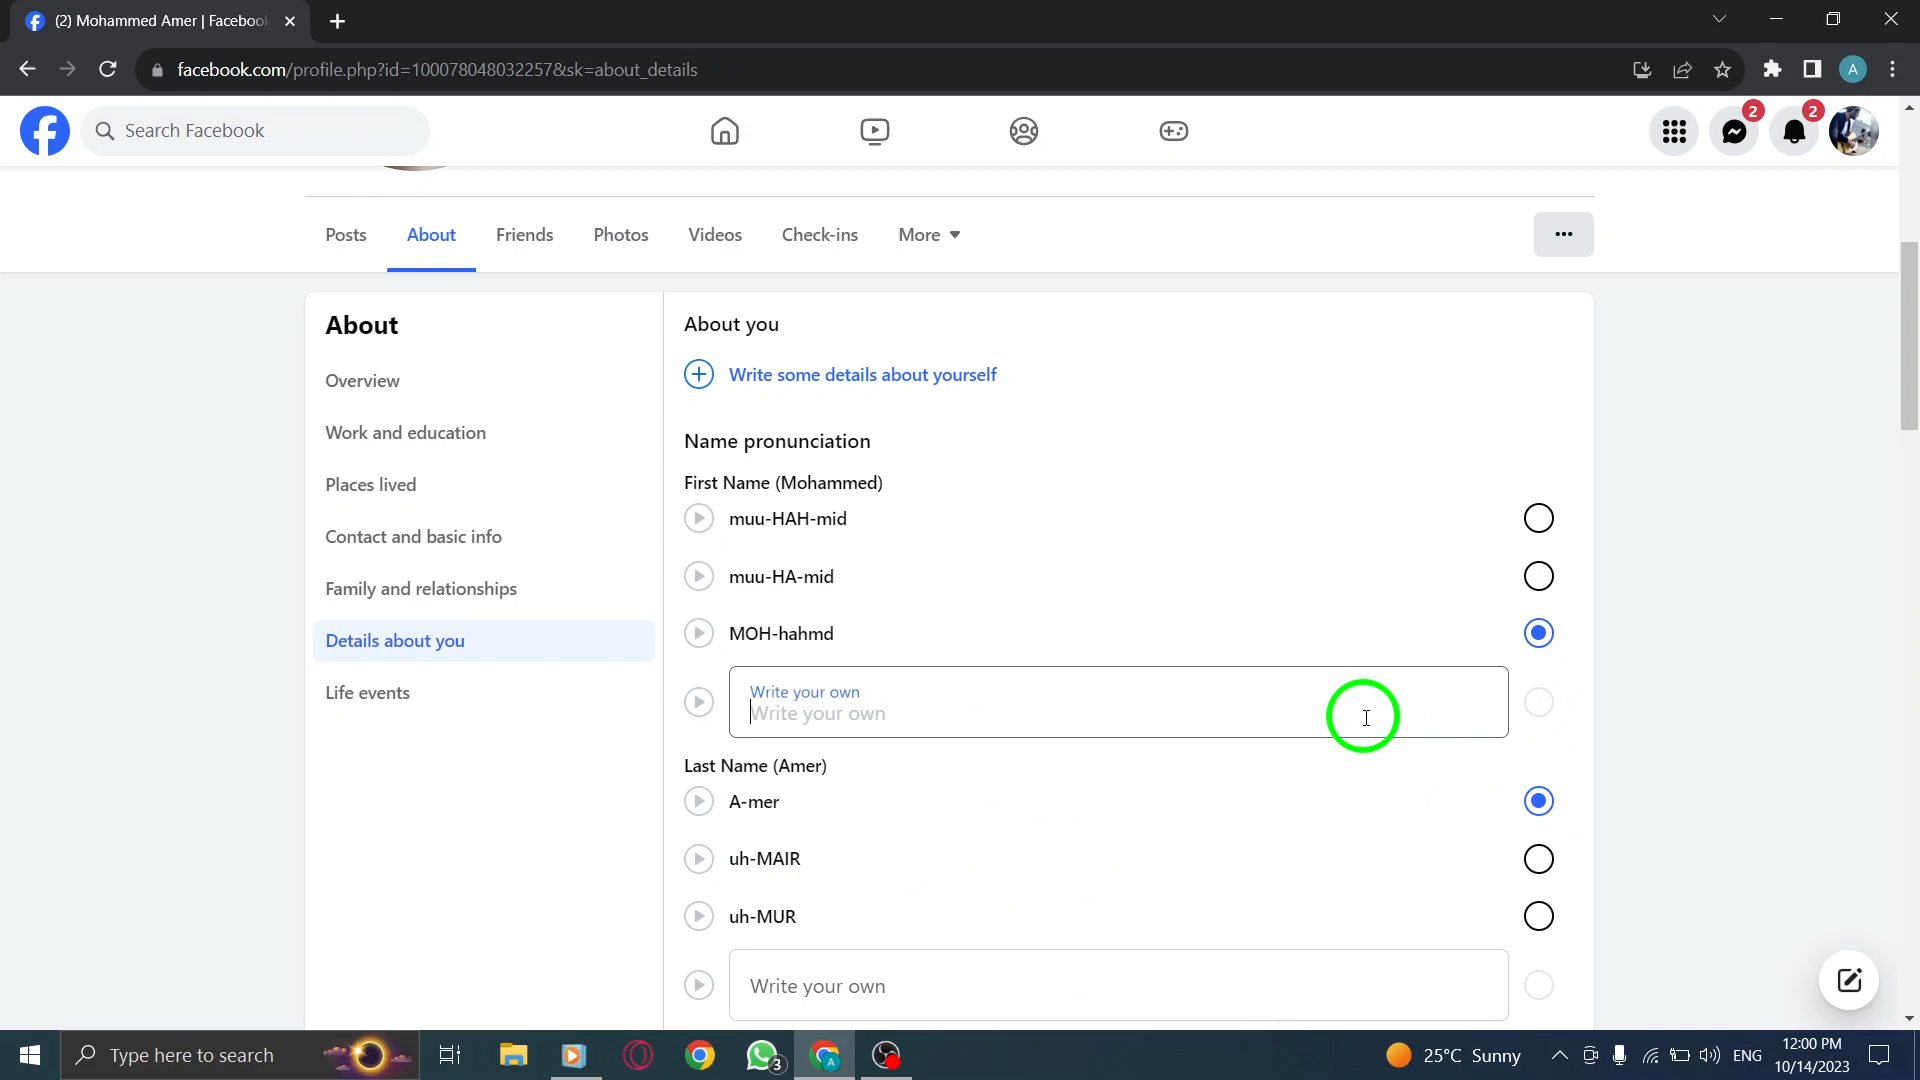 (2) Mohammed Amer | Facebook
facebook.com/profile.php?id=100078048032257&sk=about_details
A
Search Facebook
2
2
Posts
About
Friends
Photos
Videos
Check-ins
More
About
Overview
Work and education
Places lived
Contact and basic info
Family and relationships
Details about you
Life events
About you
Write some details about yourself
Name pronunciation
First Name (Mohammed)
muu-HAH-mid
muu-HA-mid
MOH-hahmd
Write your own
Write your own
Last Name (Amer)
A-mer
uh-MAIR
uh-MUR
Write your own
Type here to search
3
A
25°C Sunny
ENG
12:00 PM
10/14/2023